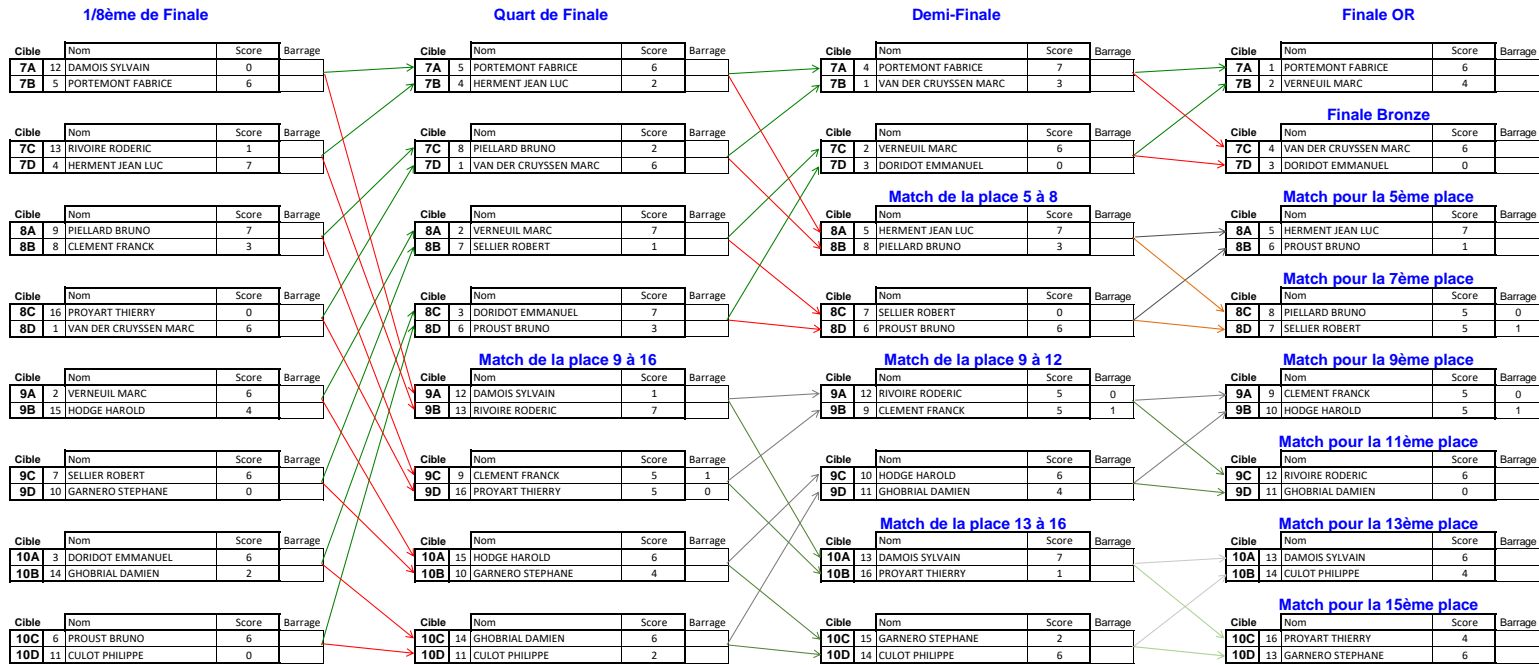 1/8ème de Finale
Cible Nom Score Barrage
7A 12 DAMOIS SYLVAIN 0
7B 5 PORTEMONT FABRICE 6
Cible Nom Score Barrage
7C 13 RIVOIRE RODERIC 1
7D 4 HERMENT JEAN LUC 7
Cible Nom Score Barrage
8A 9 PIELLARD BRUNO 7
8B 8 CLEMENT FRANCK 3
Cible Nom Score Barrage
8C 16 PROYART THIERRY 0
8D 1 VAN DER CRUYSSEN MARC 6
Cible Nom Score Barrage
9A 2 VERNEUIL MARC 6
9B 15 HODGE HAROLD 4
Cible Nom Score Barrage
9C 7 SELLIER ROBERT 6
9D 10 GARNERO STEPHANE 0
Cible Nom Score Barrage
10A 3 DORIDOT EMMANUEL 6
10B 14 GHOBRIAL DAMIEN 2
Cible Nom Score Barrage
10C 6 PROUST BRUNO 6
10D 11 CULOT PHILIPPE 0
Quart de Finale
Cible Nom Score Barrage
7A 5 PORTEMONT FABRICE 6
7B 4 HERMENT JEAN LUC 2
Cible Nom Score Barrage
7C 8 PIELLARD BRUNO 2
7D 1 VAN DER CRUYSSEN MARC 6
Cible Nom Score Barrage
8A 2 VERNEUIL MARC 7
8B 7 SELLIER ROBERT 1
Cible Nom Score Barrage
8C 3 DORIDOT EMMANUEL 7
8D 6 PROUST BRUNO 3
Match de la place 9 à 16
Cible Nom Score Barrage
9A 12 DAMOIS SYLVAIN 1
9B 13 RIVOIRE RODERIC 7
Cible Nom Score Barrage
9C 9 CLEMENT FRANCK 5 1
9D 16 PROYART THIERRY 5 0
Cible Nom Score Barrage
10A 15 HODGE HAROLD 6
10B 10 GARNERO STEPHANE 4
Cible Nom Score Barrage
10C 14 GHOBRIAL DAMIEN 6
10D 11 CULOT PHILIPPE 2
Demi-Finale
Cible Nom Score Barrage
7A 4 PORTEMONT FABRICE 7
7B 1 VAN DER CRUYSSEN MARC 3
Cible Nom Score Barrage
7C 2 VERNEUIL MARC 6
7D 3 DORIDOT EMMANUEL 0
Match de la place 5 à 8
Cible Nom Score Barrage
8A 5 HERMENT JEAN LUC 7
8B 8 PIELLARD BRUNO 3
Cible Nom Score Barrage
8C 7 SELLIER ROBERT 0
8D 6 PROUST BRUNO 6
Match de la place 9 à 12
Cible Nom Score Barrage
9A 12 RIVOIRE RODERIC 5 0
9B 9 CLEMENT FRANCK 5 1
Cible Nom Score Barrage
9C 10 HODGE HAROLD 6
9D 11 GHOBRIAL DAMIEN 4
Match de la place 13 à 16
Cible Nom Score Barrage
10A 13 DAMOIS SYLVAIN 7
10B 16 PROYART THIERRY 1
Cible Nom Score Barrage
10C 15 GARNERO STEPHANE 2
10D 14 CULOT PHILIPPE 6
Finale OR
Cible Nom Score Barrage
7A 1 PORTEMONT FABRICE 6
7B 2 VERNEUIL MARC 4
Finale Bronze
Cible Nom Score Barrage
7C 4 VAN DER CRUYSSEN MARC 6
7D 3 DORIDOT EMMANUEL 0
Match pour la 5ème place
Cible Nom Score Barrage
8A 5 HERMENT JEAN LUC 7
8B 6 PROUST BRUNO 1
Match pour la 7ème place
Cible Nom Score Barrage
8C 8 PIELLARD BRUNO 5 0
8D 7 SELLIER ROBERT 5 1
Match pour la 9ème place
Cible Nom Score Barrage
9A 9 CLEMENT FRANCK 5 0
9B 10 HODGE HAROLD 5 1
Match pour la 11ème place
Cible Nom Score Barrage
9C 12 RIVOIRE RODERIC 6
9D 11 GHOBRIAL DAMIEN 0
Match pour la 13ème place
Cible Nom Score Barrage
10A 13 DAMOIS SYLVAIN 6
10B 14 CULOT PHILIPPE 4
Match pour la 15ème place
Cible Nom Score Barrage
10C 16 PROYART THIERRY 4
10D 13 GARNERO STEPHANE 6